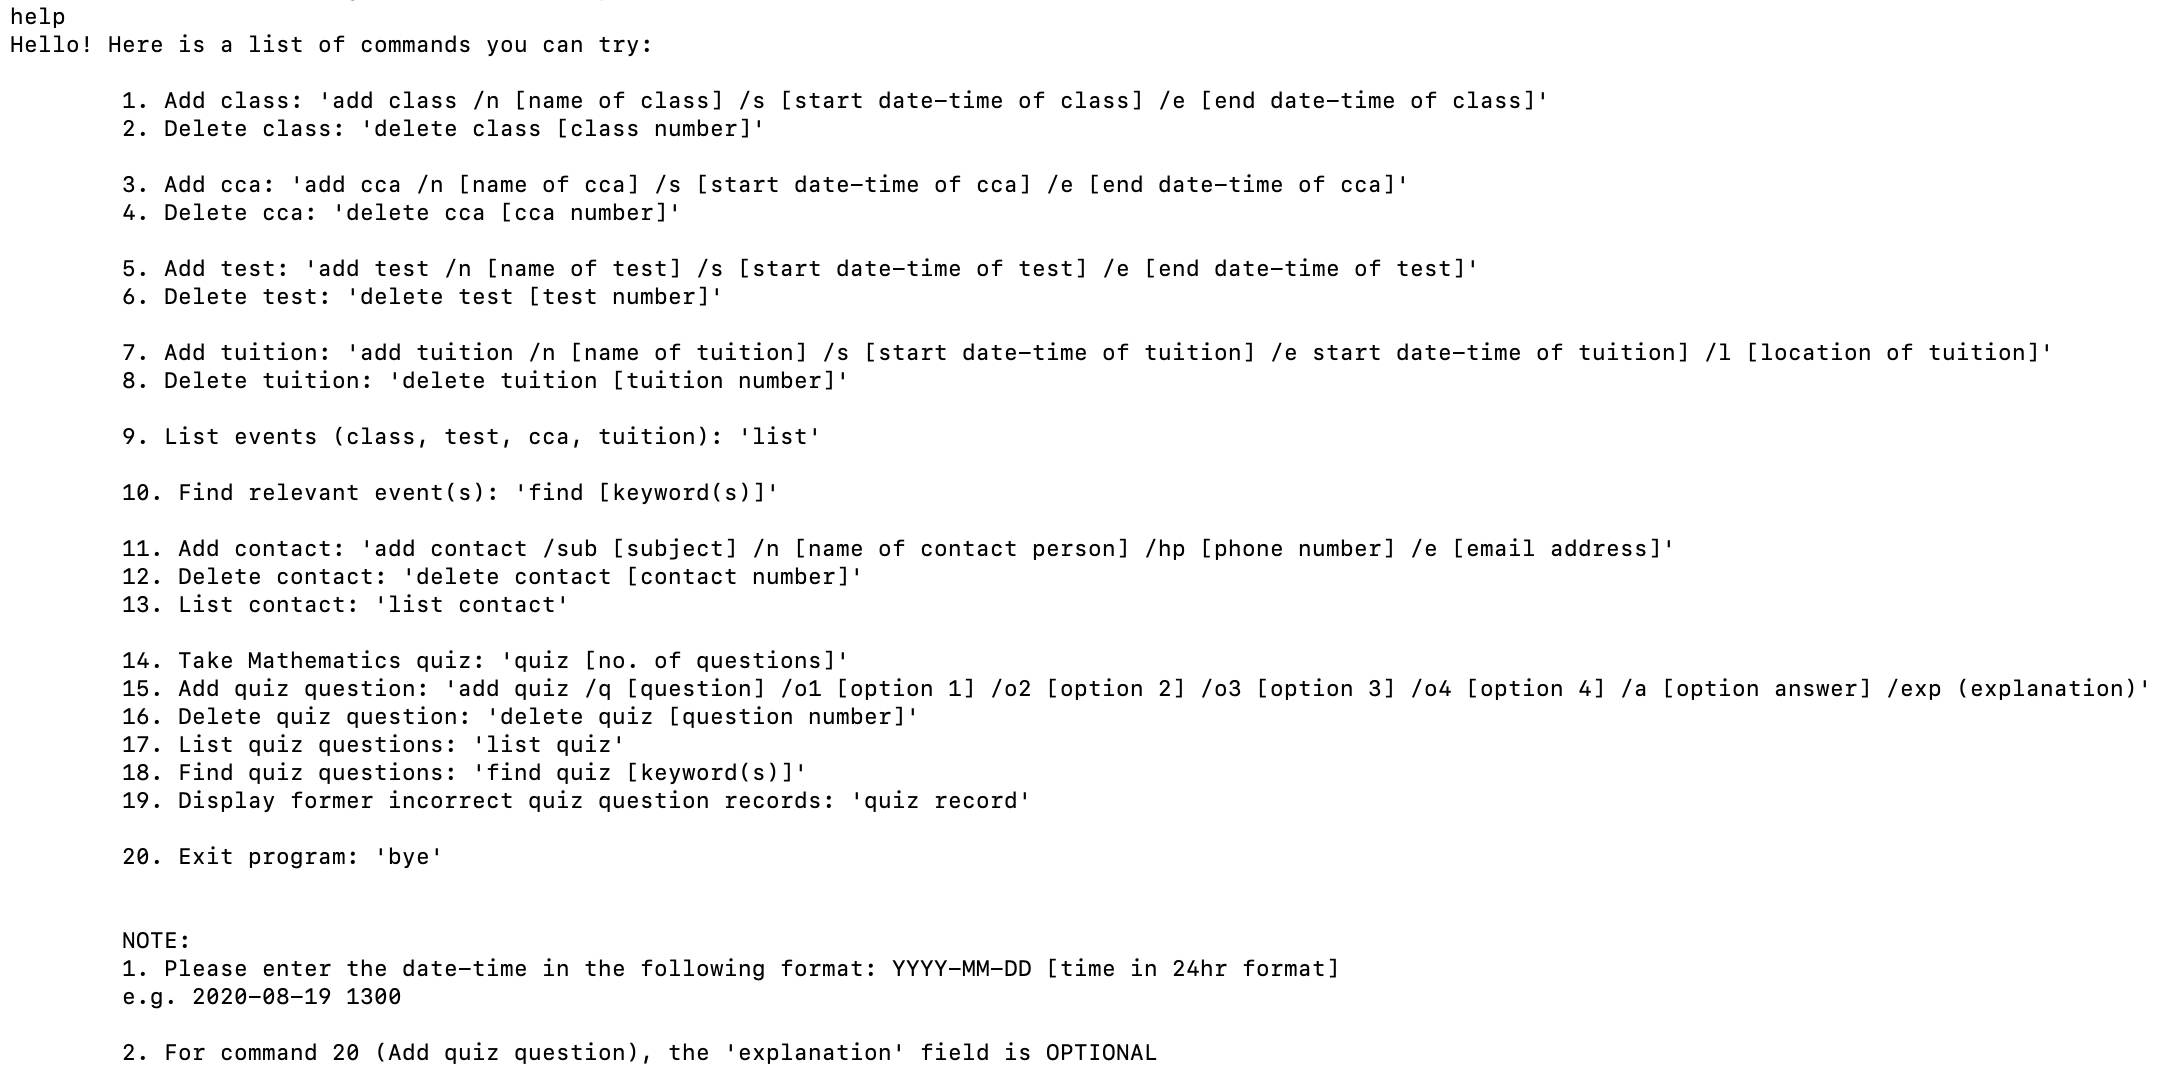 help
Hello! Here is a list of commands you can try:
1. Add class: 'add class /n [name of class] /s [start date-time of class] /e [end date-time of class]'
2. Delete class: 'delete class [class number]'
3. Add cca: 'add cca /n [name of cca] /s [start date-time of cca] /e [end date-time of cca]'
4. Delete cca: 'delete cca [cca number]'
5. Add test: 'add test /n [name of test] /s [start date-time of test] /e [end date-time of test]'
6. Delete test: 'delete test [test number]'
7. Add tuition: 'add tuition /n [name of tuition] /s [start date-time of tuition] /e start date-time of tuition] /l [location of tuition]'
8. Delete tuition: 'delete tuition [tuition number]'
9. List events (class, test, cca, tuition): 'list'
10. Find relevant event(s): 'find [keyword(s)]'
11. Add contact: 'add contact /sub [subject] /n [name of contact person] /hp [phone number] /e [email address]'
12. Delete contact: 'delete contact [contact number]'
13. List contact: 'list contact'
14. Take Mathematics quiz: 'quiz [no. of questions]'
15. Add quiz question: 'add quiz /q [question] /o1 [option 1] /o2 [option 2] /o3 [option 3] /o4 [option 4] /a [option answer] /exp (explanation)'
16. Delete quiz question: 'delete quiz [question number]'
17. List quiz questions: 'list quiz'
18. Find quiz questions: 'find quiz [keyword(s)]'
19. Display former incorrect quiz question records: 'quiz record'
20. Exit program: 'bye'
NOTE:
1. Please enter the date-time in the following format: YYYY-MM-DD [time in 24hr format]
e.g. 2020-08-19 1300
2. For command 20 (Add quiz question), the 'explanation' field is OPTIONAL